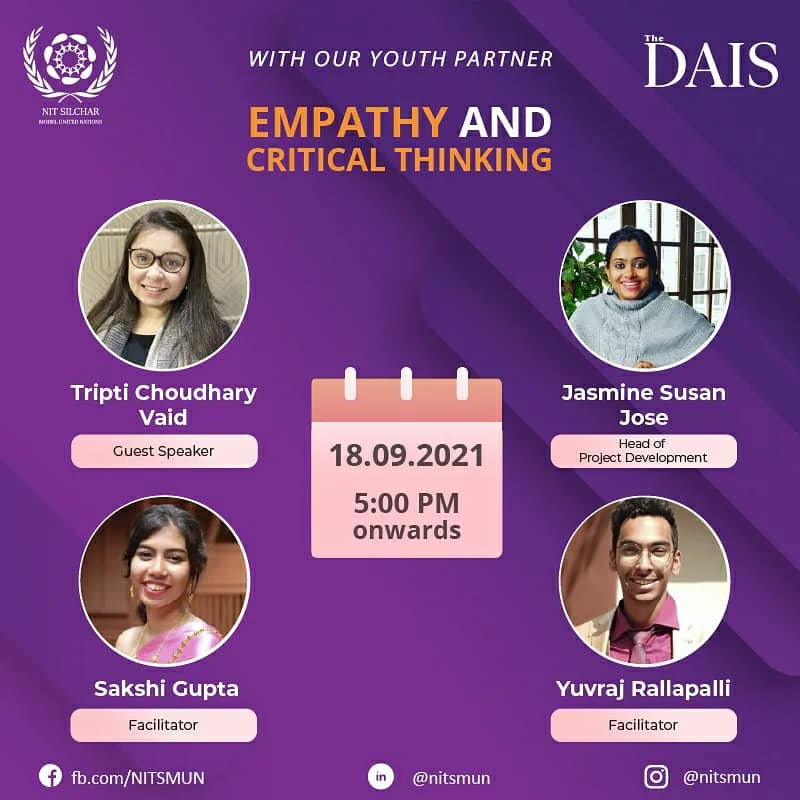 NIT SILCHAR
MODEL UNITED NATIONS
WITH OUR YOUTH PARTNER
The
DAIS
EMPATHY AND
CRITICAL THINKING
Tripti Choudhary
Vaid
Guest Speaker
Jasmine Susan
Jose
Head of
Project Development
18.09.2021
5:00 PM
onwards
Sakshi Gupta
Facilitator
Yuvraj Rallapalli
Facilitator
fb.com/NITSMUN
in @nitsmun
@nitsmun